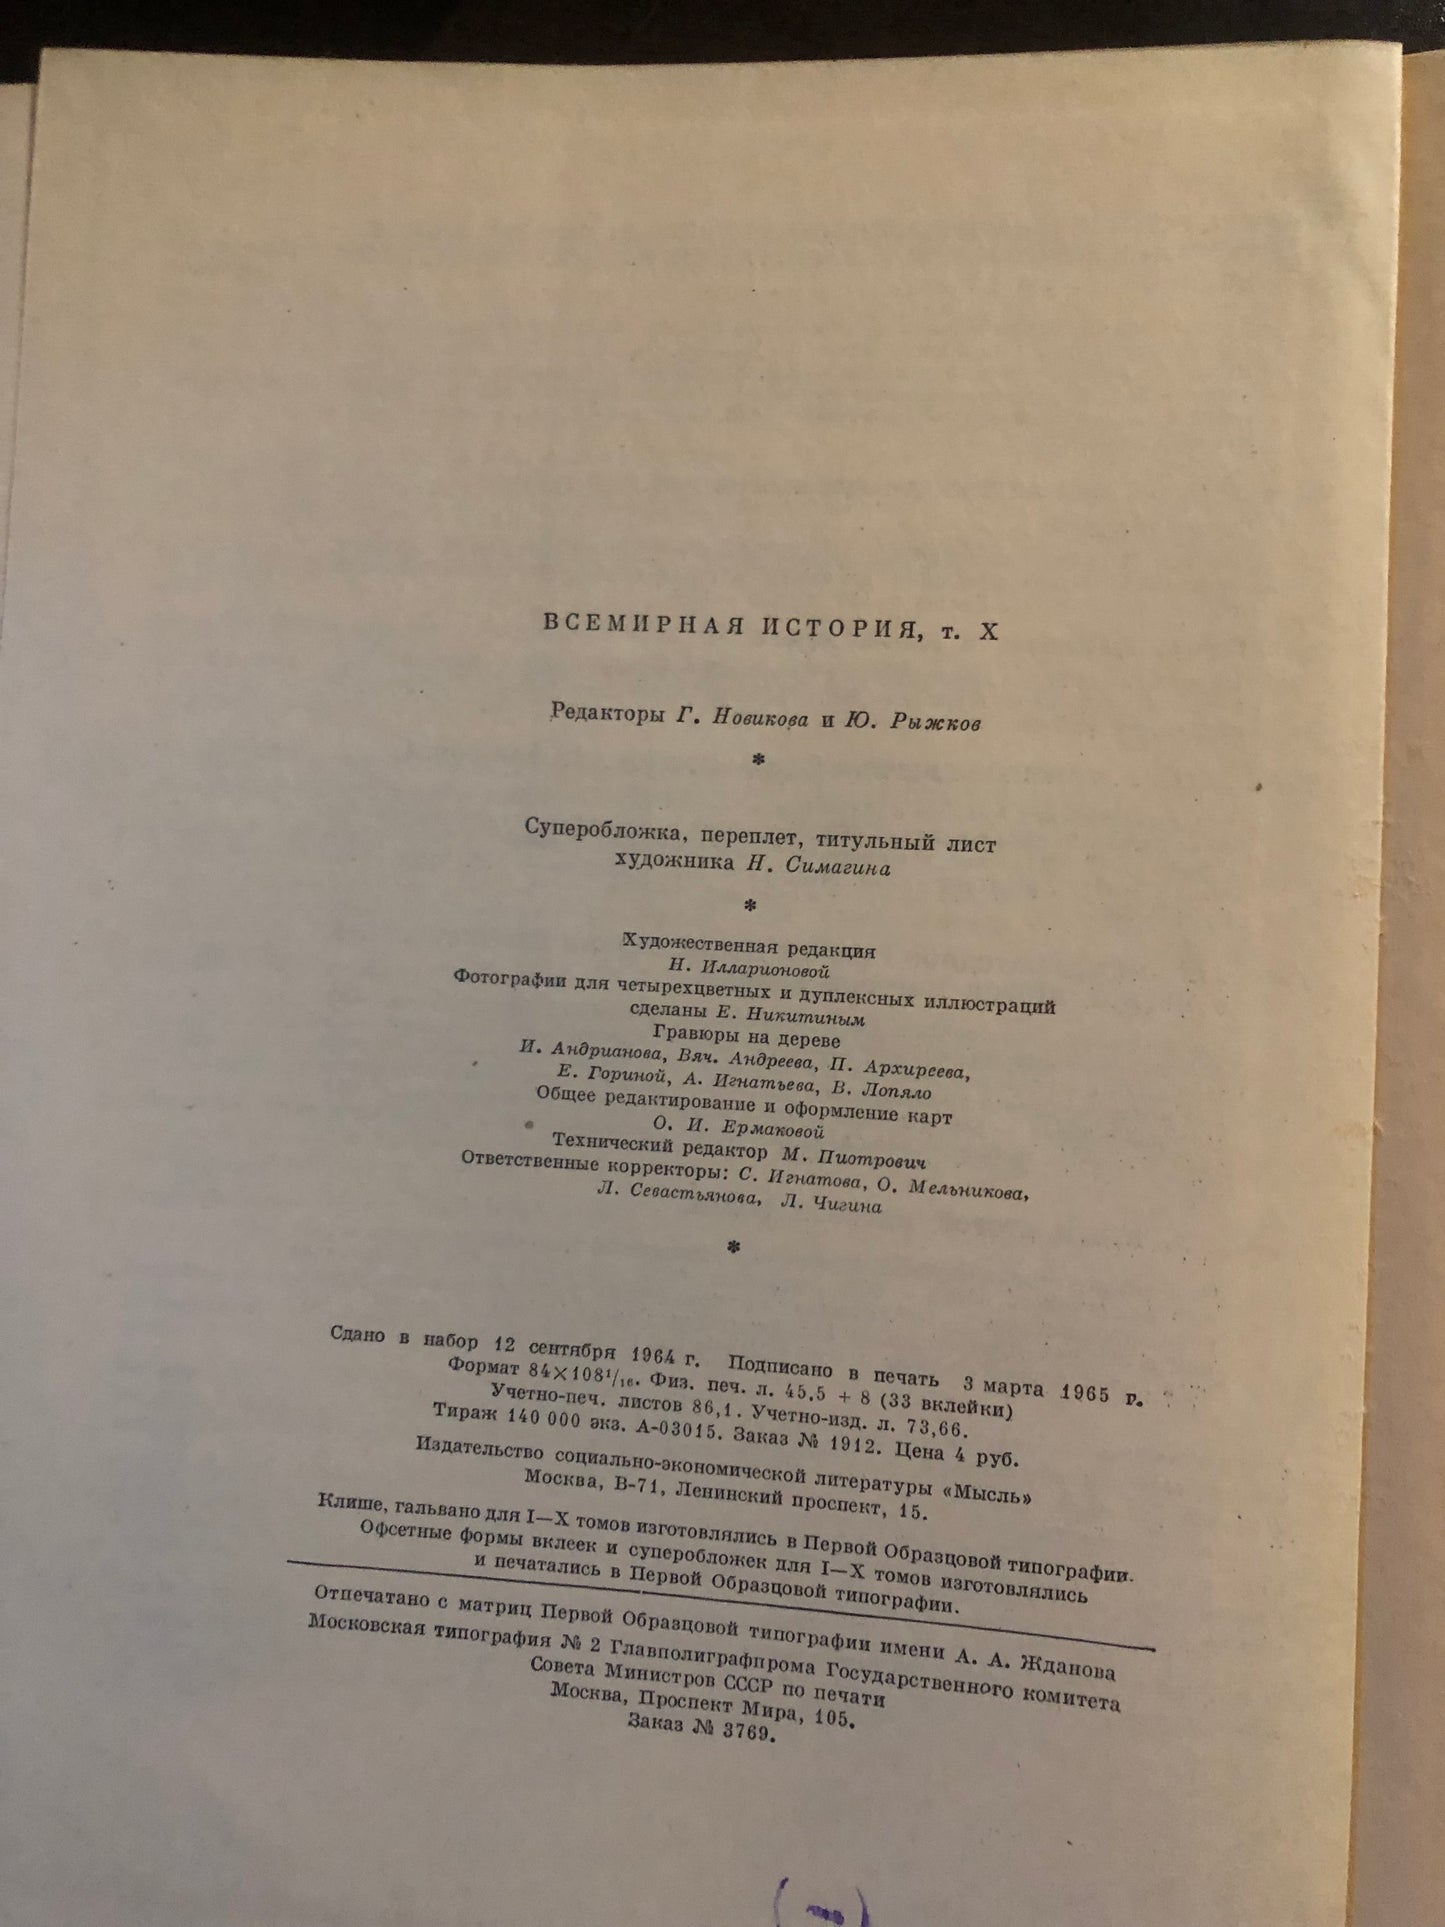 ВСЕМИРНАЯ ИСТОРИЯ, т. X
Редакторы Г. Новикова и Ю. Рыжков
*
Суперобложка, переплет, титульный лист
художника Н. Симагина
*
Художественная редакция
Н. Илларионовой
Фотографии для четырехцветных и дуплексных иллюстраций
сделаны Е. Никитиным
Гравюры на дереве
И. Андрианова, Вяч. Андреева, П. Архиреева,
Е. Гориной, А. Игнатьева, В. Лопяло
Общее редактирование и оформление карт
О. И. Ермаковой
Технический редактор М. Пиотрович
Ответственные корректоры: С. Игнатова, О. Мельникова,
Л. Севастьянова, Л. Чигина
*
Сдано в набор 12 сентября 1964 г. Подписано в печать 3 марта 1965 г.
Формат 84×108¹/₁₆. Физ. печ. л. 45.5 + 8 (33 вклейки)
Учетно-печ. листов 86,1. Учетно-изд. л. 73,66.
Тираж 140 000 экз. А-03015. Заказ № 1912. Цена 4 руб.
Издательство социально-экономической литературы «Мысль»
Москва, В-71, Ленинский проспект, 15.
Клише, гальвано для I—X томов изготовлялись в Первой Образцовой типографии.
Офсетные формы вклеек и суперобложек для I—X томов изготовлялись
и печатались в Первой Образцовой типографии.
Отпечатано с матриц Первой Образцовой типографии имени А. А. Жданова
Московская типография № 2 Главполиграфпрома Государственного комитета
Совета Министров СССР по печати
Москва, Проспект Мира, 105.
Заказ № 3769.